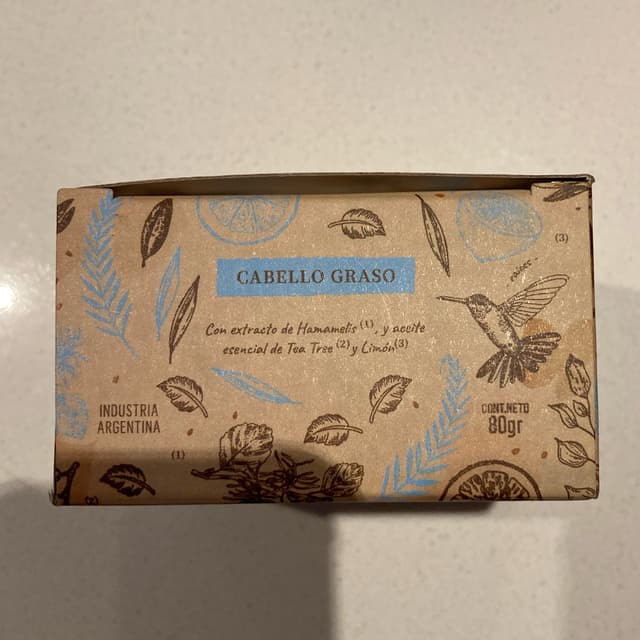 CABELLO GRASO
Con extracto de Hamamelis (1), y aceite
esencial de Tea Tree (2) y Limón(3)
(3)
INDUSTRIA
ARGENTINA
CONT.NETO
80gr
(1)